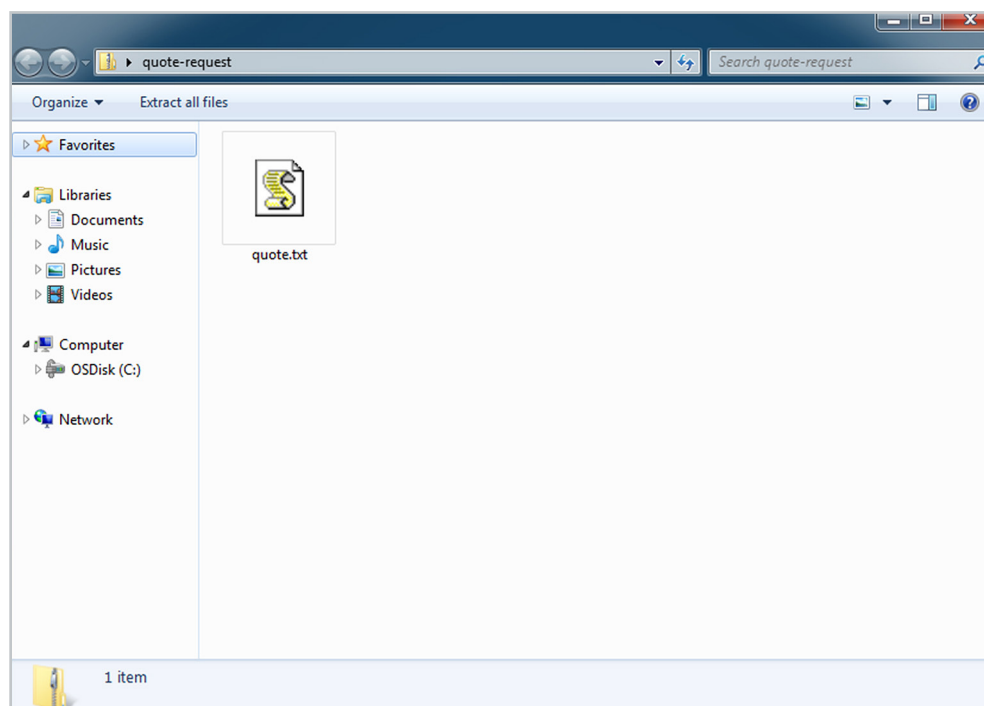 quote-request
Search quote-request
Organize
Extract all files
Favorites
Libraries
Documents
Music
Pictures
Videos
Computer
OSDisk (C:)
Network
quote.txt
1 item